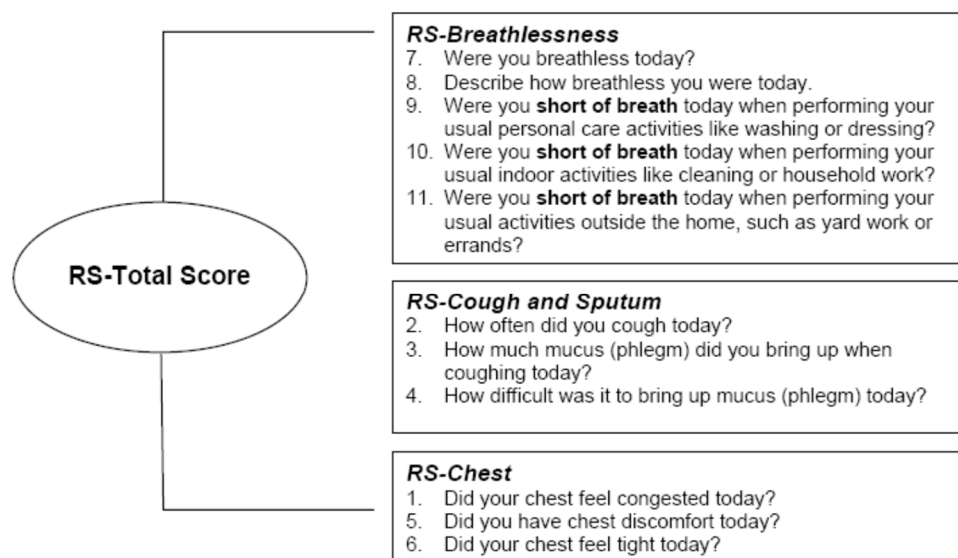 RS-Total Score
RS-Breathlessness
7. Were you breathless today?
8. Describe how breathless you were today.
9. Were you short of breath today when performing your
usual personal care activities like washing or dressing?
10. Were you short of breath today when performing your
usual indoor activities like cleaning or household work?
11. Were you short of breath today when performing your
usual activities outside the home, such as yard work or
errands?
RS-Cough and Sputum
2. How often did you cough today?
3. How much mucus (phlegm) did you bring up when
coughing today?
4. How difficult was it to bring up mucus (phlegm) today?
RS-Chest
1. Did your chest feel congested today?
5. Did you have chest discomfort today?
6. Did your chest feel tight today?